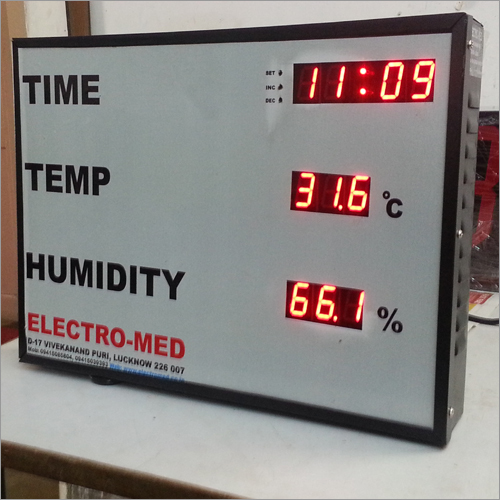 TIME
SET
INC
DEC
11:09
TEMP
31.6 °C
HUMIDITY
66.1 %
ELECTRO-MED
D-17 VIVEKANAND PURI, LUCKNOW 226 007